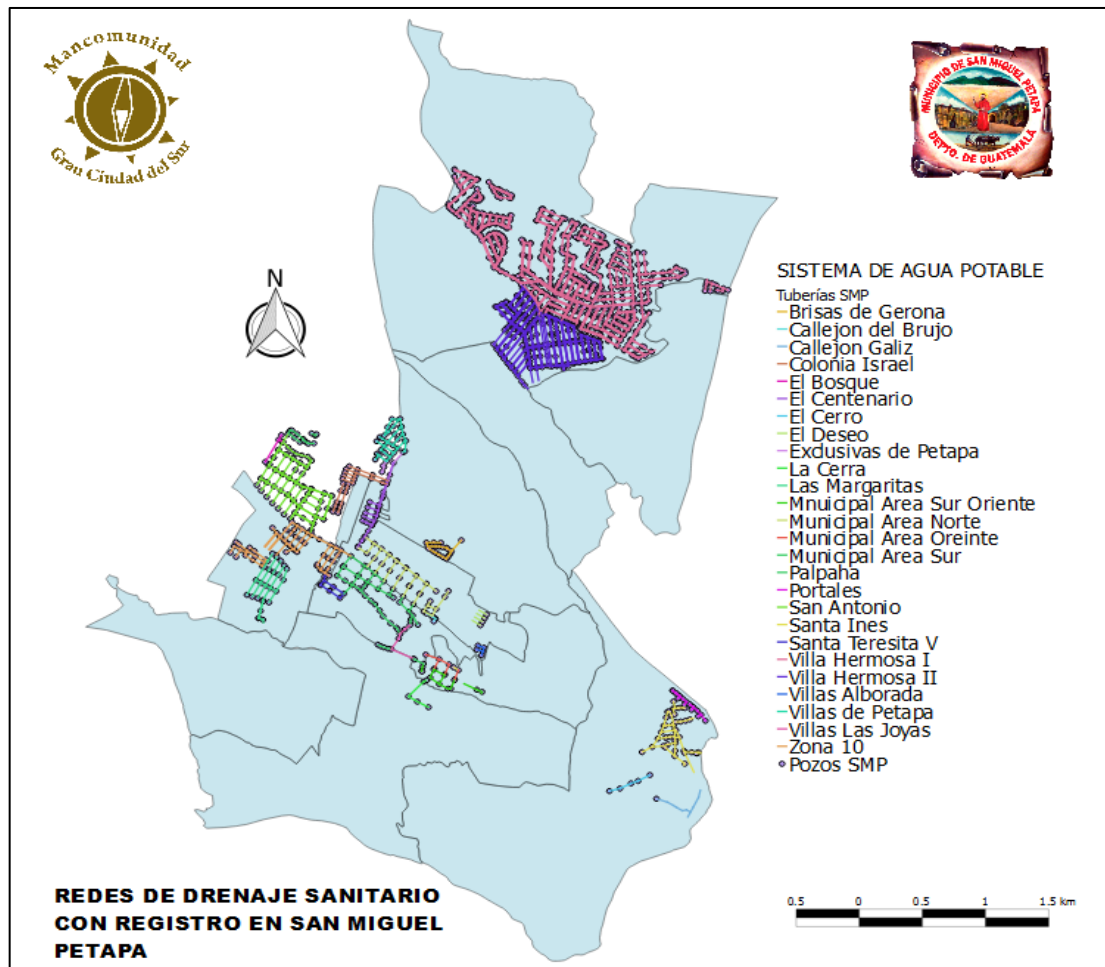 Mancomunidad
Gran Ciudad del Sur
MUNICIPIO DE SAN MIGUEL PETAPA
DEPTO. DE GUATEMALA
N
SISTEMA DE AGUA POTABLE
Tuberías SMP
Brisas de Gerona
Callejon del Brujo
Callejon Galiz
Colonia Israel
El Bosque
El Centenario
El Cerro
El Deseo
Exclusivas de Petapa
La Cerra
Las Margaritas
Mnuicipal Area Sur Oriente
Municipal Area Norte
Municipal Area Oreinte
Municipal Area Sur
Palpaha
Portales
San Antonio
Santa Ines
Santa Teresita V
Villa Hermosa I
Villa Hermosa II
Villas Alborada
Villas de Petapa
Villas Las Joyas
Zona 10
Pozos SMP
REDES DE DRENAJE SANITARIO
CON REGISTRO EN SAN MIGUEL
PETAPA
0.5 0 0.5 1 1.5 km